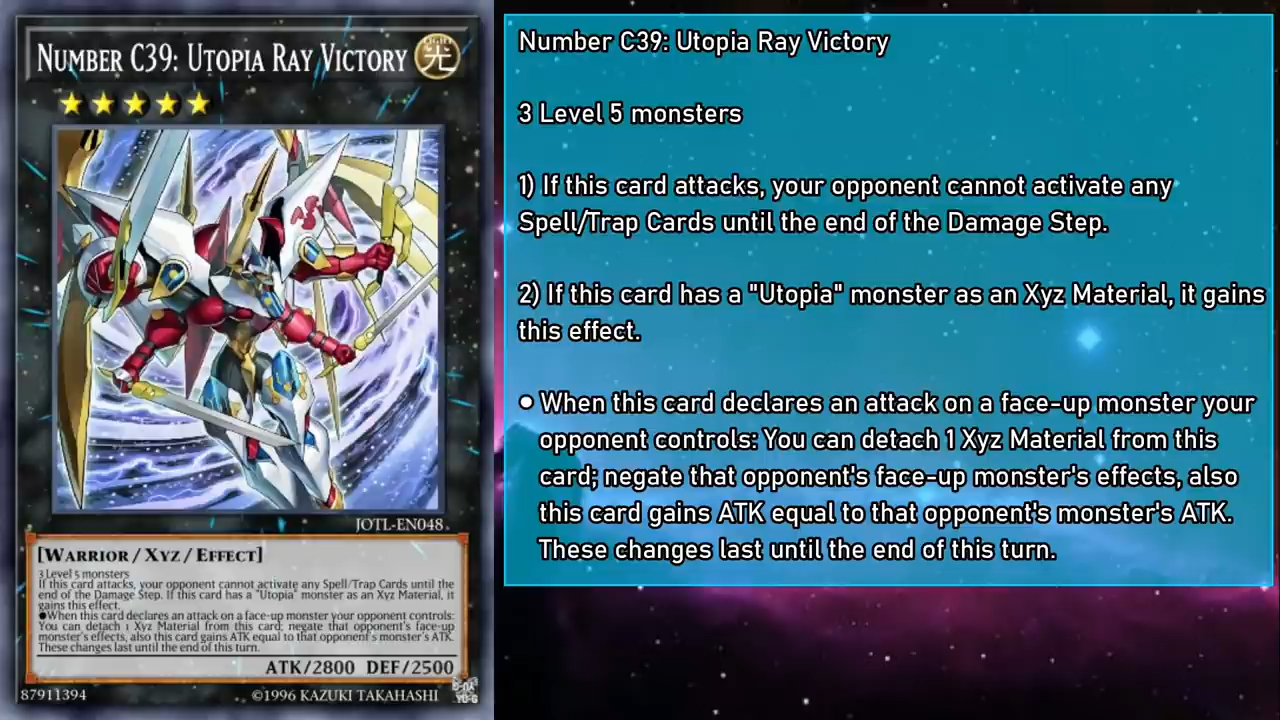 NUMBER C39: UTOPIA RAY VICTORY
LIGHT
光
JOTL-EN048
[WARRIOR / XYZ / EFFECT]
3 Level 5 monsters
If this card attacks, your opponent cannot activate any Spell/Trap Cards until the
end of the Damage Step. If this card has a "Utopia" monster as an Xyz Material, it
gains this effect.
●When this card declares an attack on a face-up monster your opponent controls:
You can detach 1 Xyz Material from this card; negate that opponent's face-up
monster's effects, also this card gains ATK equal to that opponent's monster's ATK.
These changes last until the end of this turn.
ATK/2800 DEF/2500
87911394
©1996 KAZUKI TAKAHASHI
Number C39: Utopia Ray Victory
3 Level 5 monsters
1) If this card attacks, your opponent cannot activate any
Spell/Trap Cards until the end of the Damage Step.
2) If this card has a "Utopia" monster as an Xyz Material, it gains
this effect.
• When this card declares an attack on a face-up monster your
opponent controls: You can detach 1 Xyz Material from this
card; negate that opponent's face-up monster's effects, also
this card gains ATK equal to that opponent's monster's ATK.
These changes last until the end of this turn.